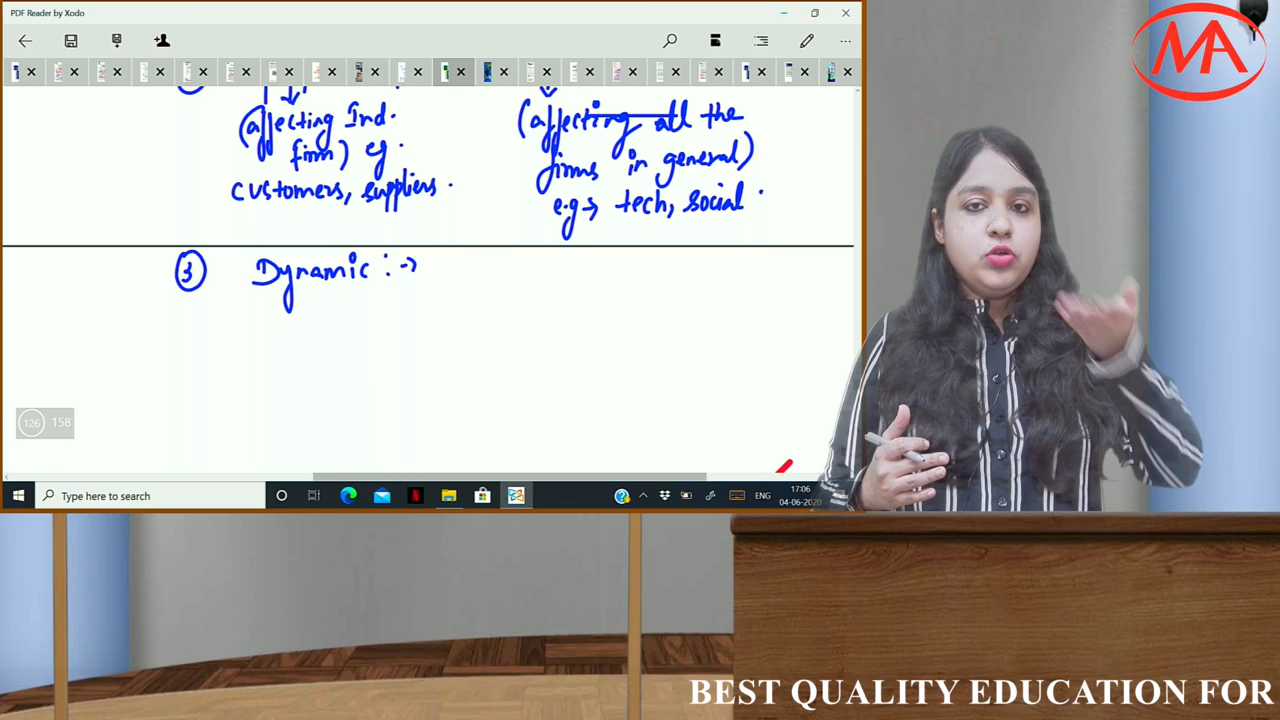 PDF Reader by Xodo
(affecting Ind.
firm) eg.
customers, suppliers.
(affecting all the
firms in general)
e.g → tech, social.
③ Dynamic : →
126 158
Type here to search
ENG
17:06
04-06-2020
MA
BEST QUALITY EDUCATION FOR